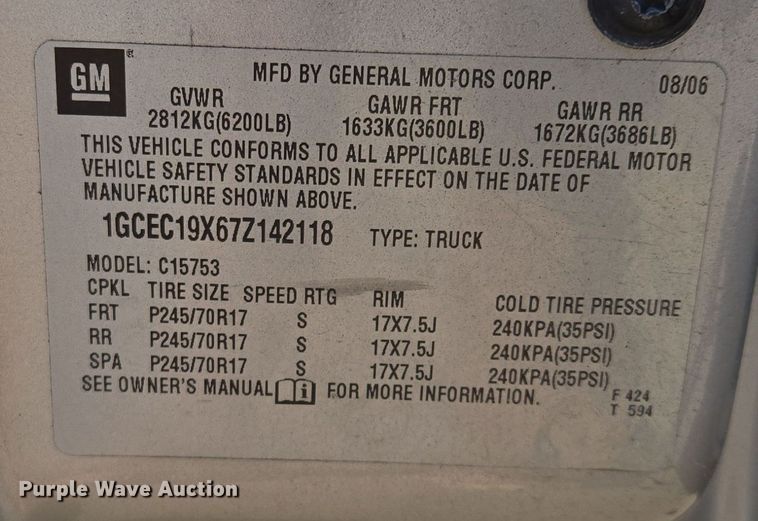 GM ® MFD BY GENERAL MOTORS CORP. 08/06
GVWR GAWR FRT GAWR RR
2812KG(6200LB) 1633KG(3600LB) 1672KG(3686LB)
THIS VEHICLE CONFORMS TO ALL APPLICABLE U.S. FEDERAL MOTOR
VEHICLE SAFETY STANDARDS IN EFFECT ON THE DATE OF
MANUFACTURE SHOWN ABOVE.
1GCEC19X67Z142118 TYPE: TRUCK
MODEL: C15753
CPKL TIRE SIZE SPEED RTG RIM COLD TIRE PRESSURE
FRT P245/70R17 S 17X7.5J 240KPA(35PSI)
RR P245/70R17 S 17X7.5J 240KPA(35PSI)
SPA P245/70R17 S 17X7.5J 240KPA(35PSI)
SEE OWNER'S MANUAL i FOR MORE INFORMATION.
F 424
T 594
Purple Wave Auction